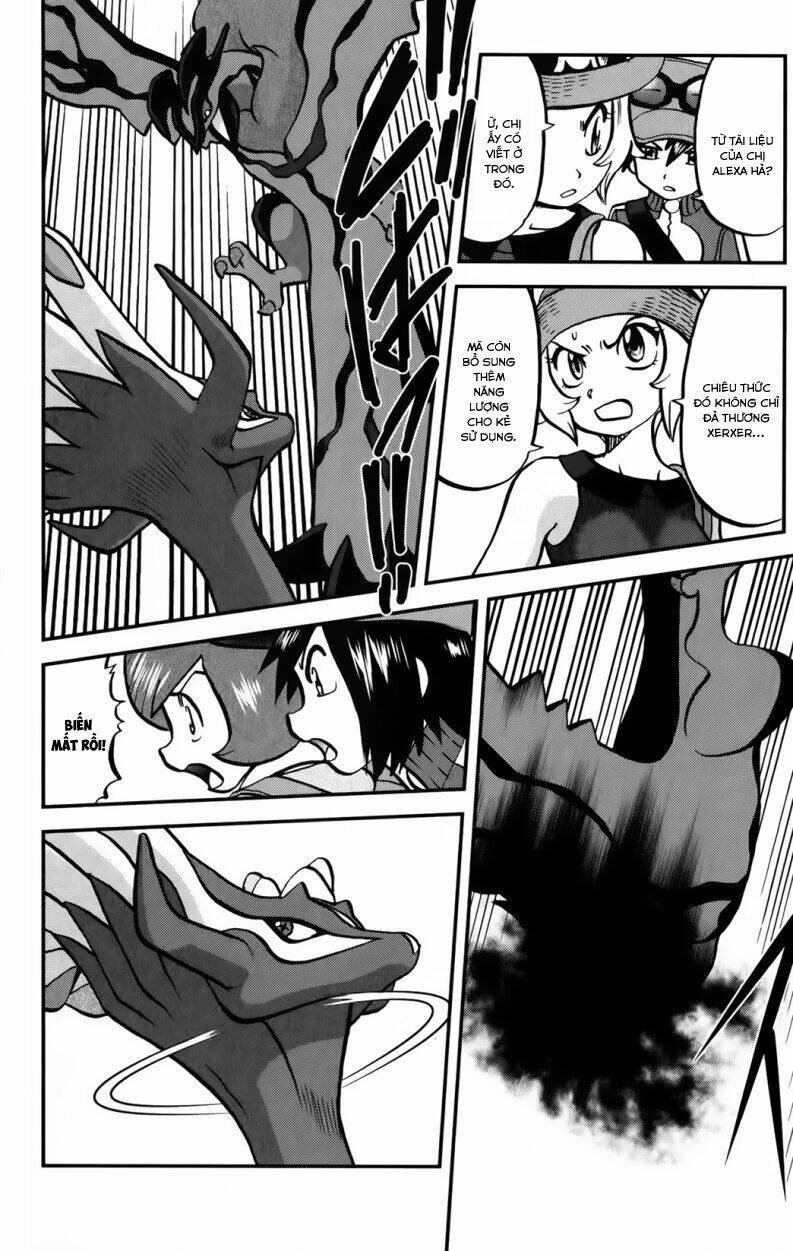 TỪ TÀI LIỆU
CỦA CHỊ
ALEXA HẢ?
Ừ, CHỊ
ẤY CÓ
VIẾT Ở
TRONG
ĐÓ.
CHIÊU THỨC
ĐÓ KHÔNG CHỈ
ĐẢ THƯƠNG
XERXER...
MÀ CÒN
BỔ SUNG
THÊM
NĂNG
LƯỢNG
CHO KẺ
SỬ DỤNG.
BIẾN
MẤT RỒI!